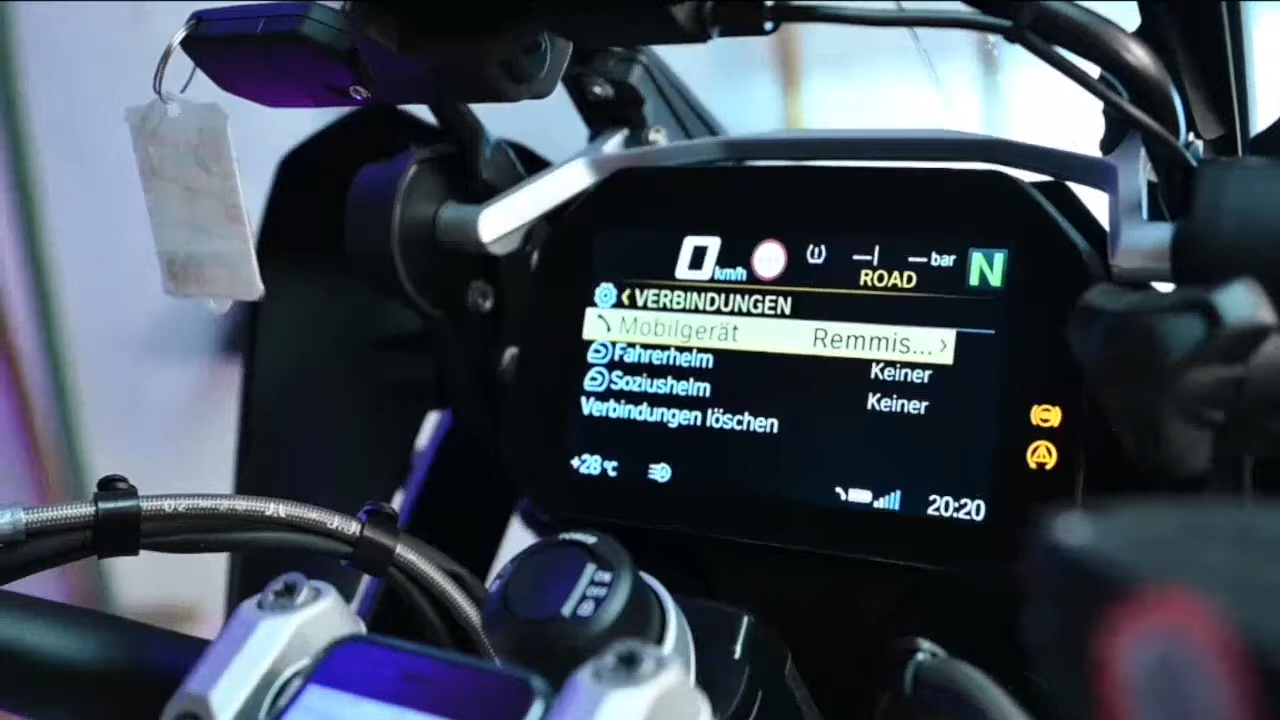 0 km/h
—| — bar
ROAD
N
VERBINDUNGEN
Mobilgerät Remmis...
Fahrerhelm Keiner
Soziushelm Keiner
Verbindungen löschen
+28°C
20:20